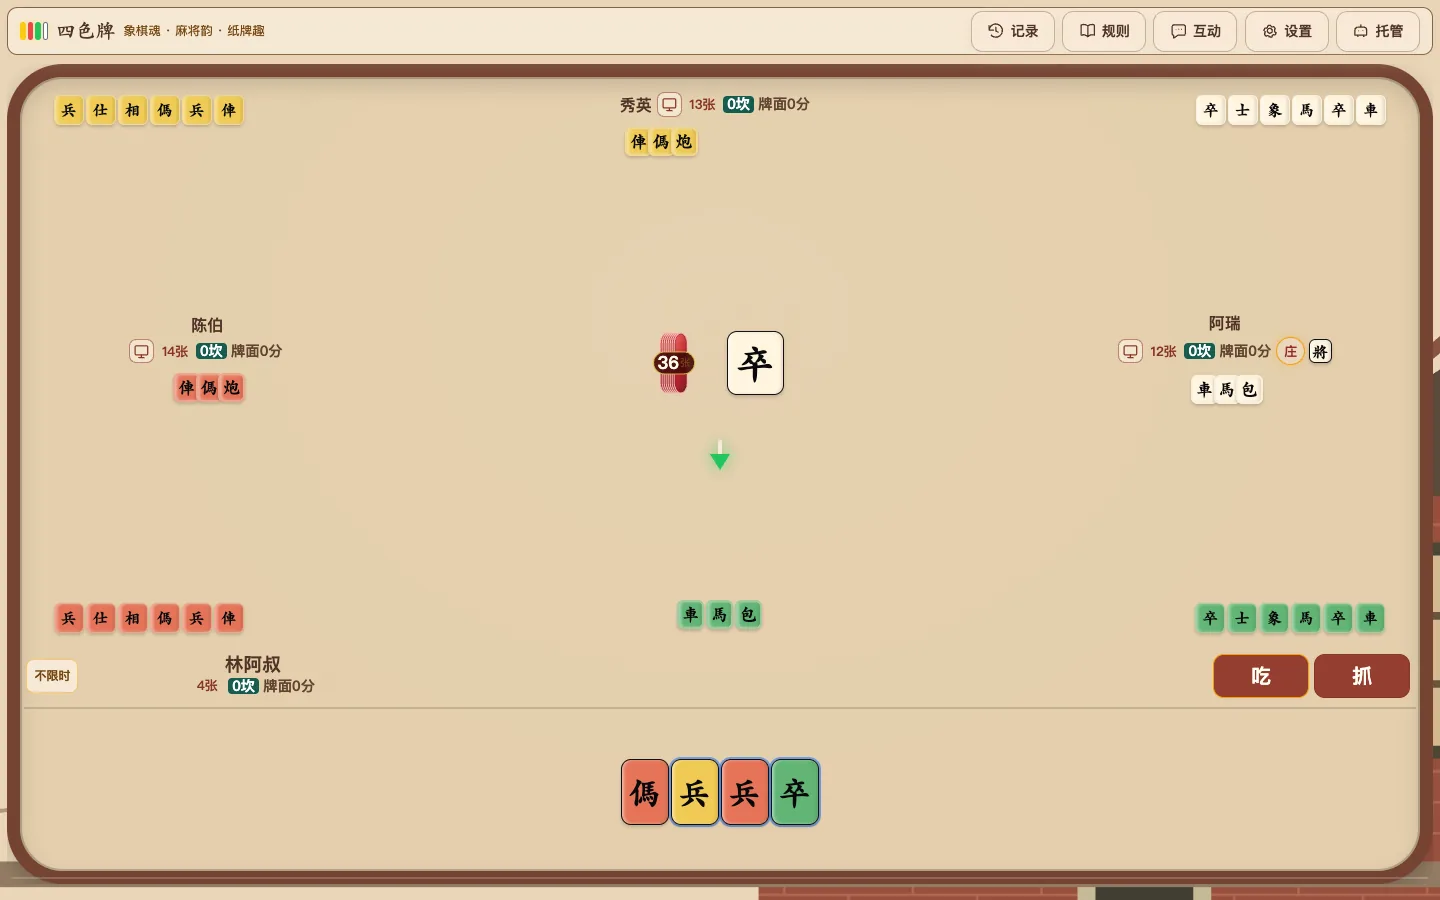 四色牌 象棋魂 · 麻将韵 · 纸牌趣 记录 规则 互动 设置 托管
兵 仕 相 傌 兵 俥
秀英 13张 0坎 牌面0分
俥 傌 炮
卒 士 象 馬 卒 車
陈伯
14张 0坎 牌面0分
俥 傌 炮
36
卒
阿瑞
12张 0坎 牌面0分 庄 將
車 馬 包
兵 仕 相 傌 兵 俥
車 馬 包
卒 士 象 馬 卒 車
不限时
林阿叔
4张 0坎 牌面0分
吃 抓
傌 兵 兵 卒